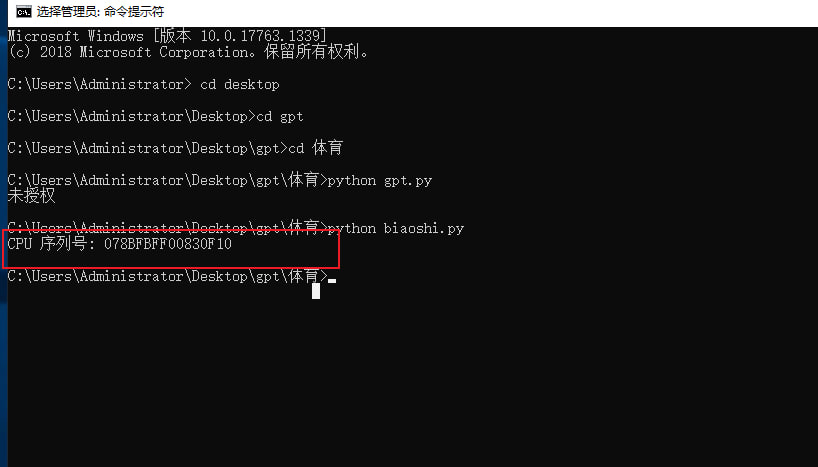 选择管理员: 命令提示符
Microsoft Windows [版本 10.0.17763.1339]
(c) 2018 Microsoft Corporation。保留所有权利。
C:\Users\Administrator> cd desktop
C:\Users\Administrator\Desktop>cd gpt
C:\Users\Administrator\Desktop\gpt>cd 体育
C:\Users\Administrator\Desktop\gpt\体育>python gpt.py
未授权
C:\Users\Administrator\Desktop\gpt\体育>python biaoshi.py
CPU 序列号: 078BFBFF00830F10
C:\Users\Administrator\Desktop\gpt\体育>